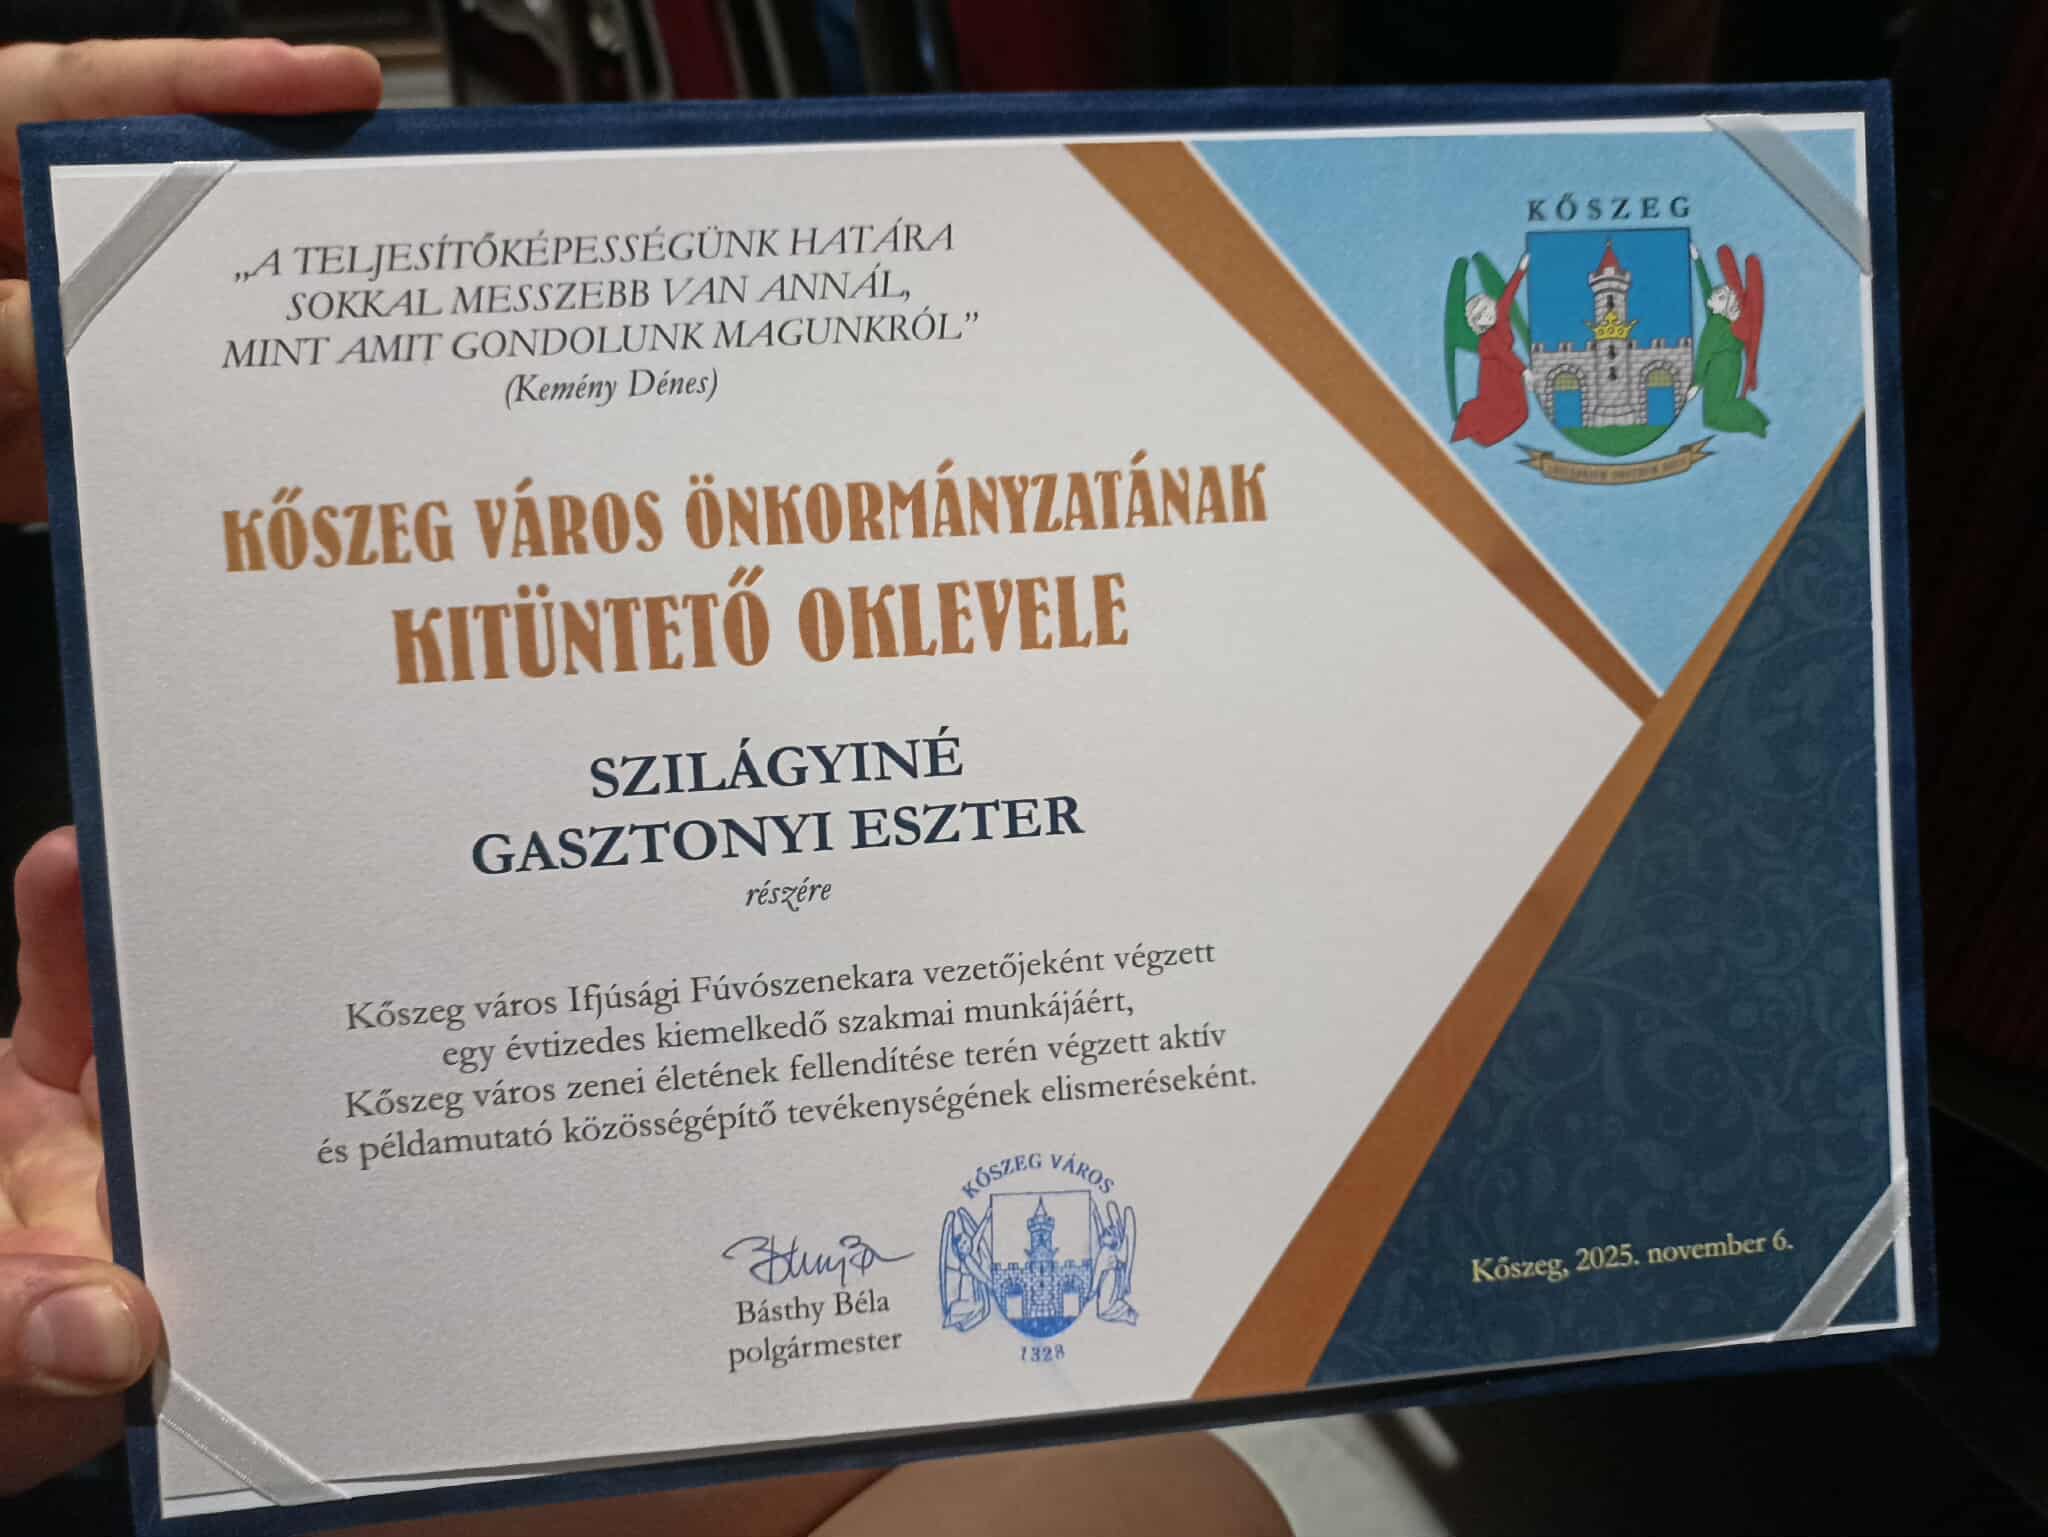 „A TELJESÍTŐKÉPESSÉGÜNK HATÁRA
SOKKAL MESSZEBB VAN ANNÁL,
MINT AMIT GONDOLUNK MAGUNKRÓL”
(Kemény Dénes)
KŐSZEG
KŐSZEG VÁROS ÖNKORMÁNYZATÁNAK
KITÜNTETŐ OKLEVELE
SZILÁGYINÉ
GASZTONYI ESZTER
részére
Kőszeg város Ifjúsági Fúvószenekara vezetőjeként végzett
egy évtizedes kiemelkedő szakmai munkájáért,
Kőszeg város zenei életének fellendítése terén végzett aktív
és példamutató közösségépítő tevékenységének elismeréseként.
KŐSZEG VÁROS
1328
Básthy Béla
polgármester
Kőszeg, 2025. november 6.